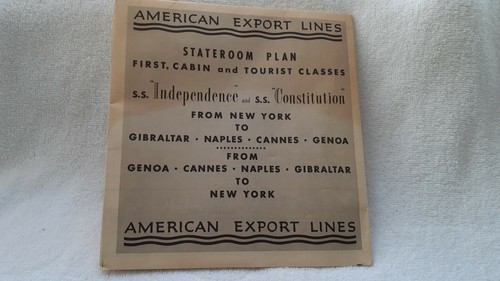 AMERICAN EXPORT LINES
STATEROOM PLAN
FIRST, CABIN and TOURIST CLASSES
S.S. "Independence" and S.S. "Constitution"
FROM NEW YORK
TO
GIBRALTAR · NAPLES · CANNES · GENOA
FROM
GENOA · CANNES · NAPLES · GIBRALTAR
TO
NEW YORK
AMERICAN EXPORT LINES